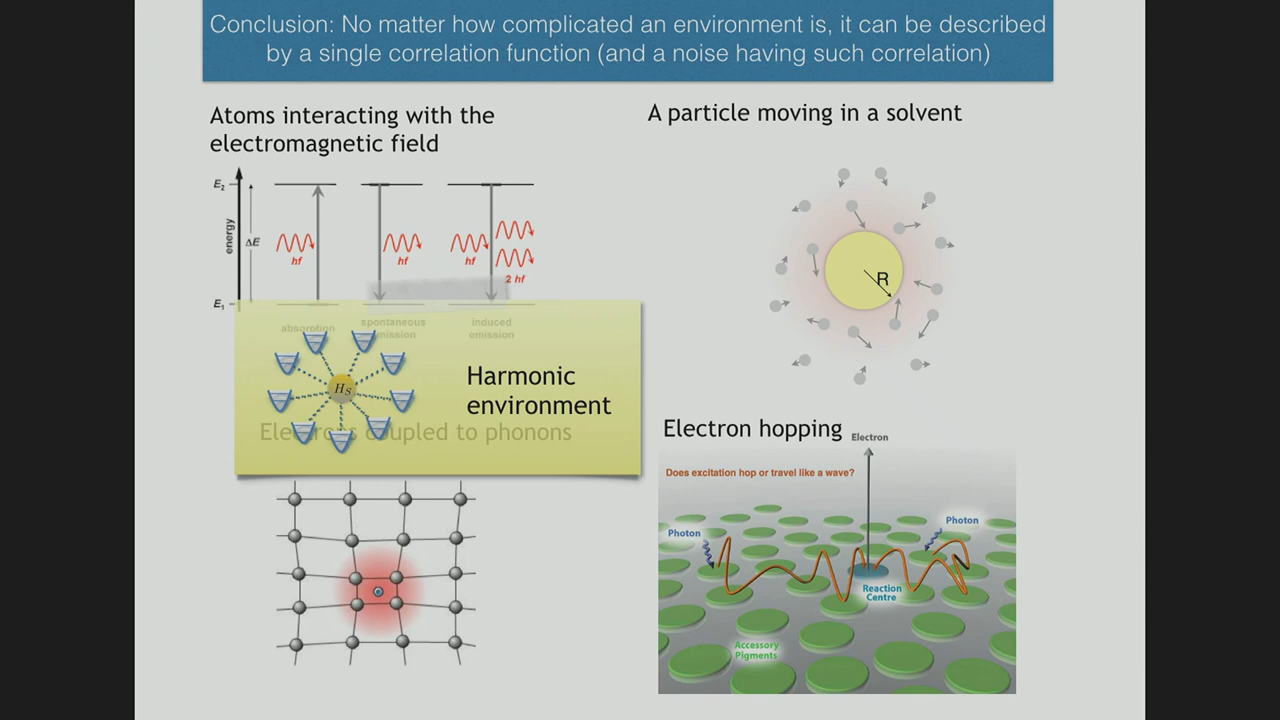 Conclusion: No matter how complicated an environment is, it can be described
by a single correlation function (and a noise having such correlation)
Atoms interacting with the
electromagnetic field
E₂
energy
ΔE
hf
hf
hf
2 hf
E₁
absorption
spontaneous
emission
induced
emission
H_S
Harmonic
environment
Electrons coupled to phonons
A particle moving in a solvent
R
Electron hopping
Electron
Does excitation hop or travel like a wave?
Photon
Photon
Reaction
Centre
Accessory
Pigments